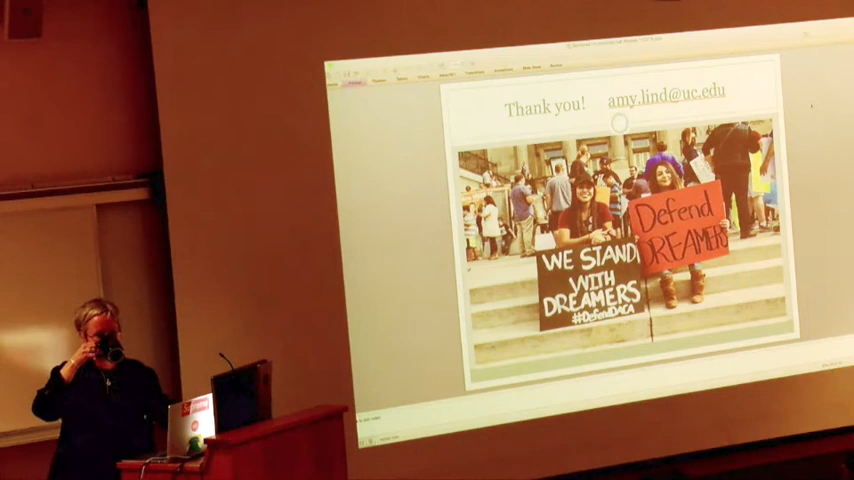 Thank you! amy.lind@uc.edu
Defend
DREAMERS
WE STAND
WITH
DREAMERS
#DefendDACA